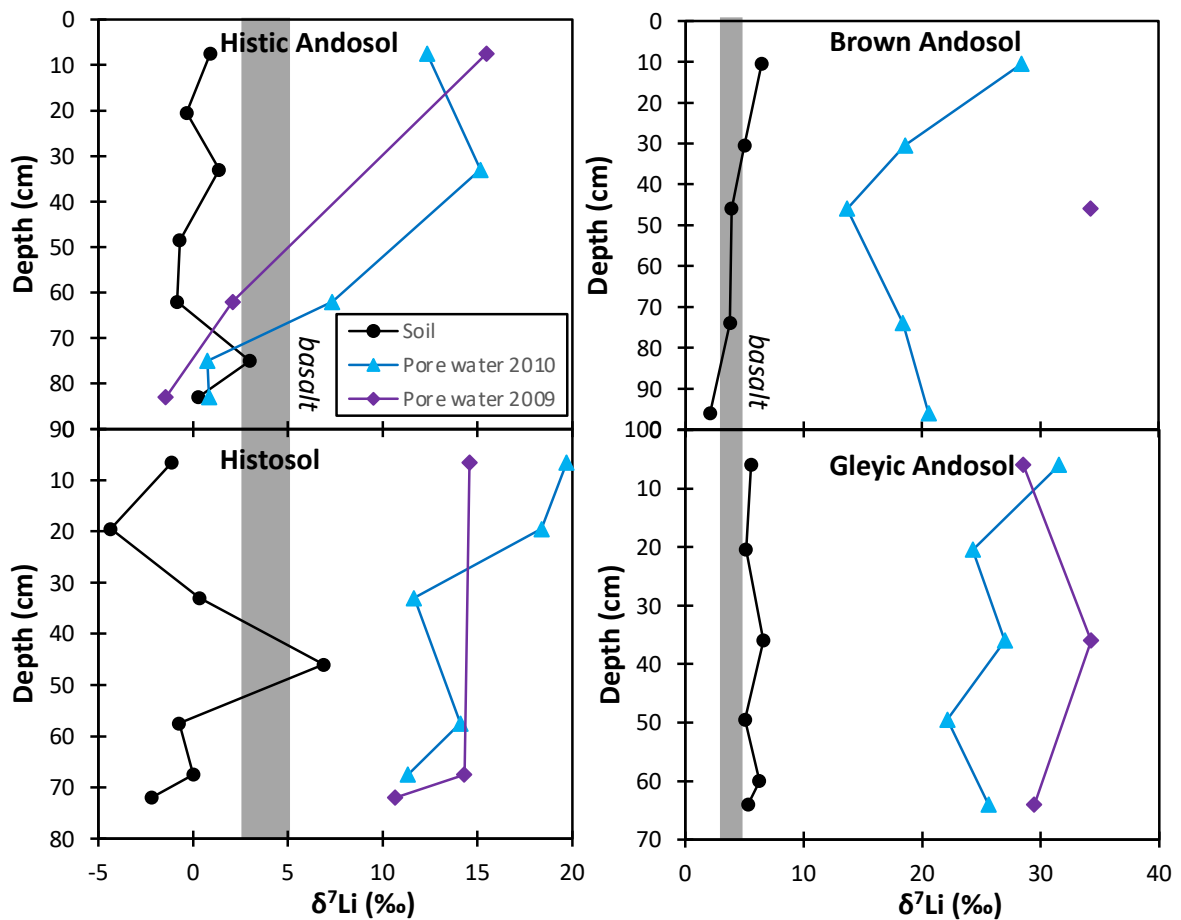 Histic Andosol
0
10
20
30
40
50
60
70
80
90
Depth (cm)
Soil
Pore water 2010
Pore water 2009
basalt
Brown Andosol
0
10
20
30
40
50
60
70
80
90
100
Depth (cm)
basalt
Histosol
0
10
20
30
40
50
60
70
80
Depth (cm)
-5 0 5 10 15 20
δ⁷Li (‰)
Gleyic Andosol
0
10
20
30
40
50
60
70
Depth (cm)
0 10 20 30 40
δ⁷Li (‰)